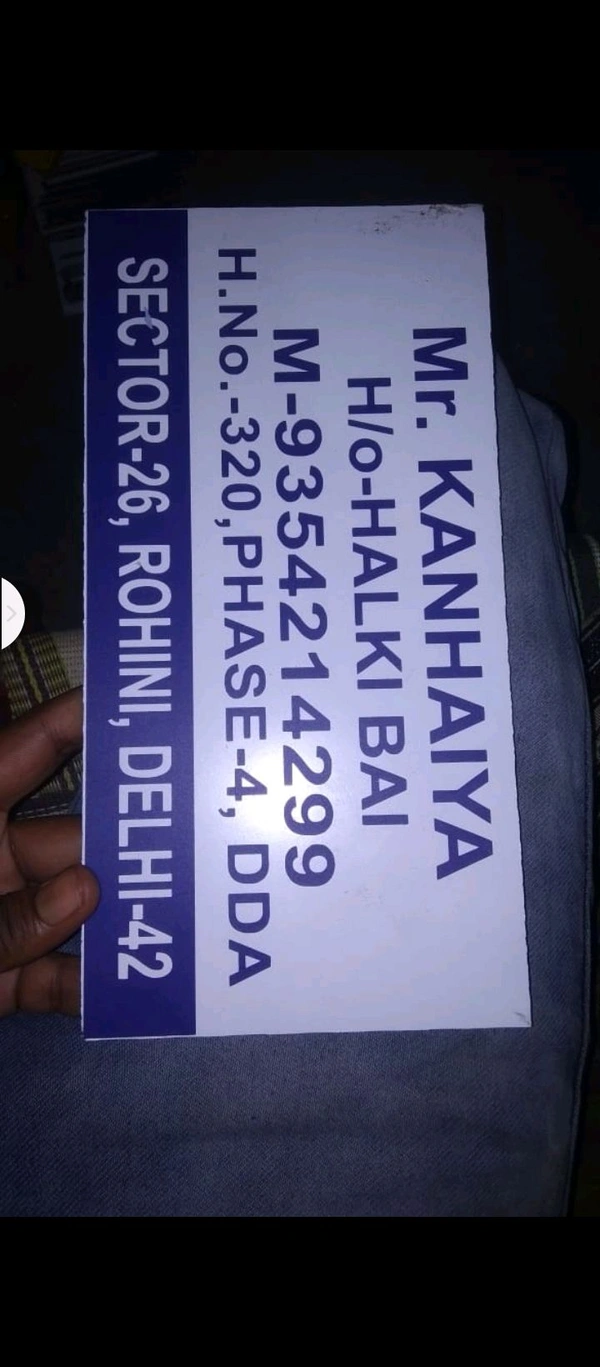 Mr. KANHAIYA
H/o-HALKI BAI
M-9354214299
H.No.-320,PHASE-4, DDA
SECTOR-26, ROHINI, DELHI-42